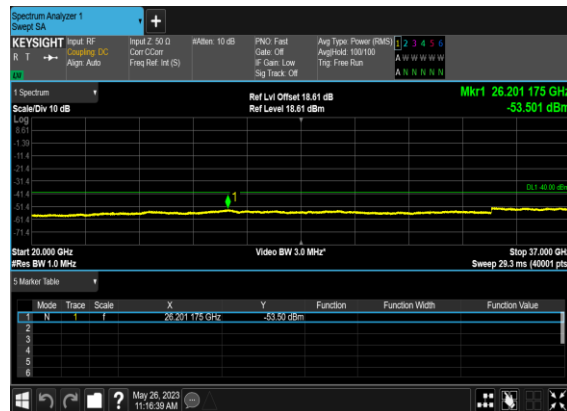 Spectrum Analyzer 1
Swept SA
+
KEYSIGHT Input: RF Input Z: 50 Ω #Atten: 10 dB PNO: Fast Avg Type: Power (RMS) 1 2 3 4 5 6
R T Coupling: DC Corr CCorr Gate: Off Avg|Hold: 100/100 A W W W W W
Align: Auto Freq Ref: Int (S) IF Gain: Low Trig: Free Run
Sig Track: Off A N N N N N
1 Spectrum Ref Lvl Offset 18.61 dB Mkr1 26.201 175 GHz
Scale/Div 10 dB Ref Level 18.61 dBm -53.501 dBm
Log
8.61
-1.39
-11.4
-21.4
-31.4
-41.4 DL1 -40.00 dBm
1
-51.4
-61.4
-71.4
Start 20.000 GHz Video BW 3.0 MHz* Stop 37.000 GHz
#Res BW 1.0 MHz Sweep 29.3 ms (40001 pts)
5 Marker Table
Mode Trace Scale X Y Function Function Width Function Value
1 N 1 f 26.201 175 GHz -53.50 dBm
2
3
4
5
6
? May 26, 2023
11:16:39 AM